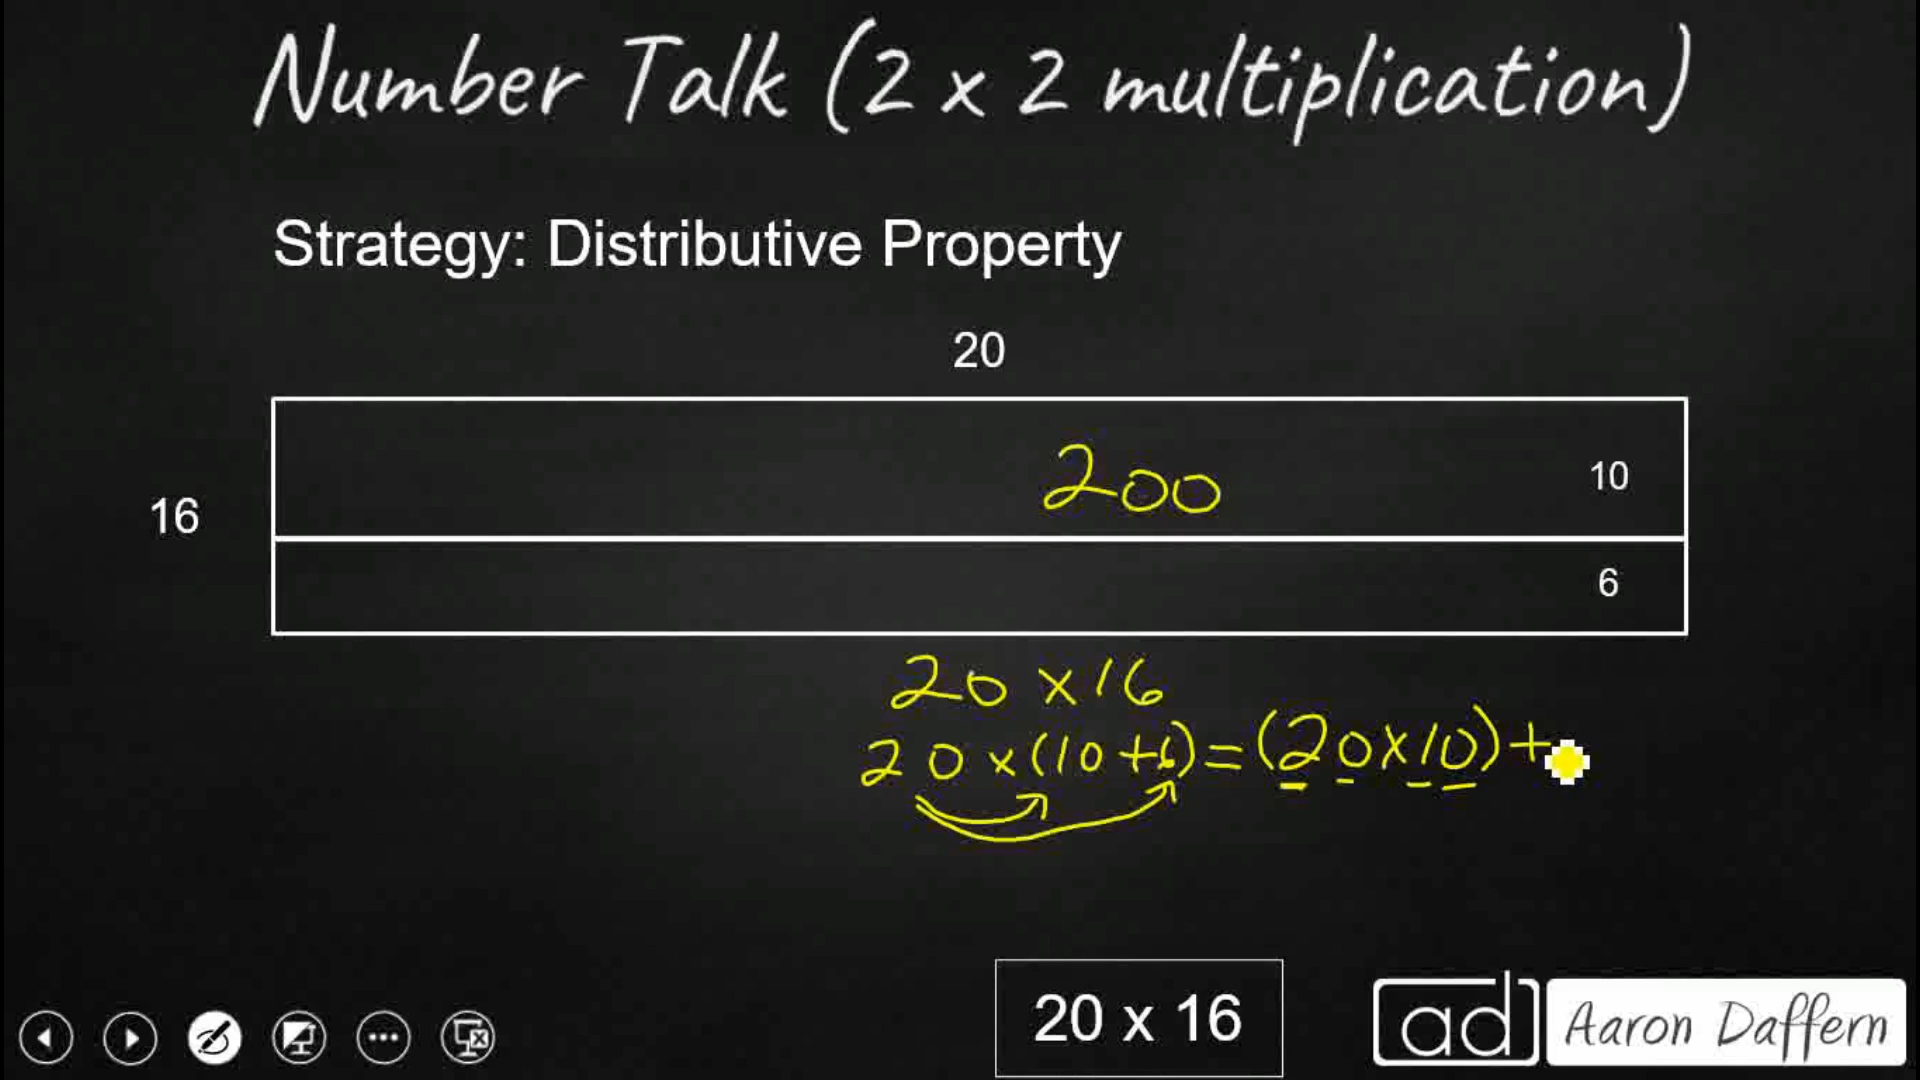 Number Talk (2 x 2 multiplication)
Strategy: Distributive Property
20
200
10
16
6
20 x 16
20 x (10 + 6) = (20 x 10) +
20 x 16
ad
Aaron Daffern